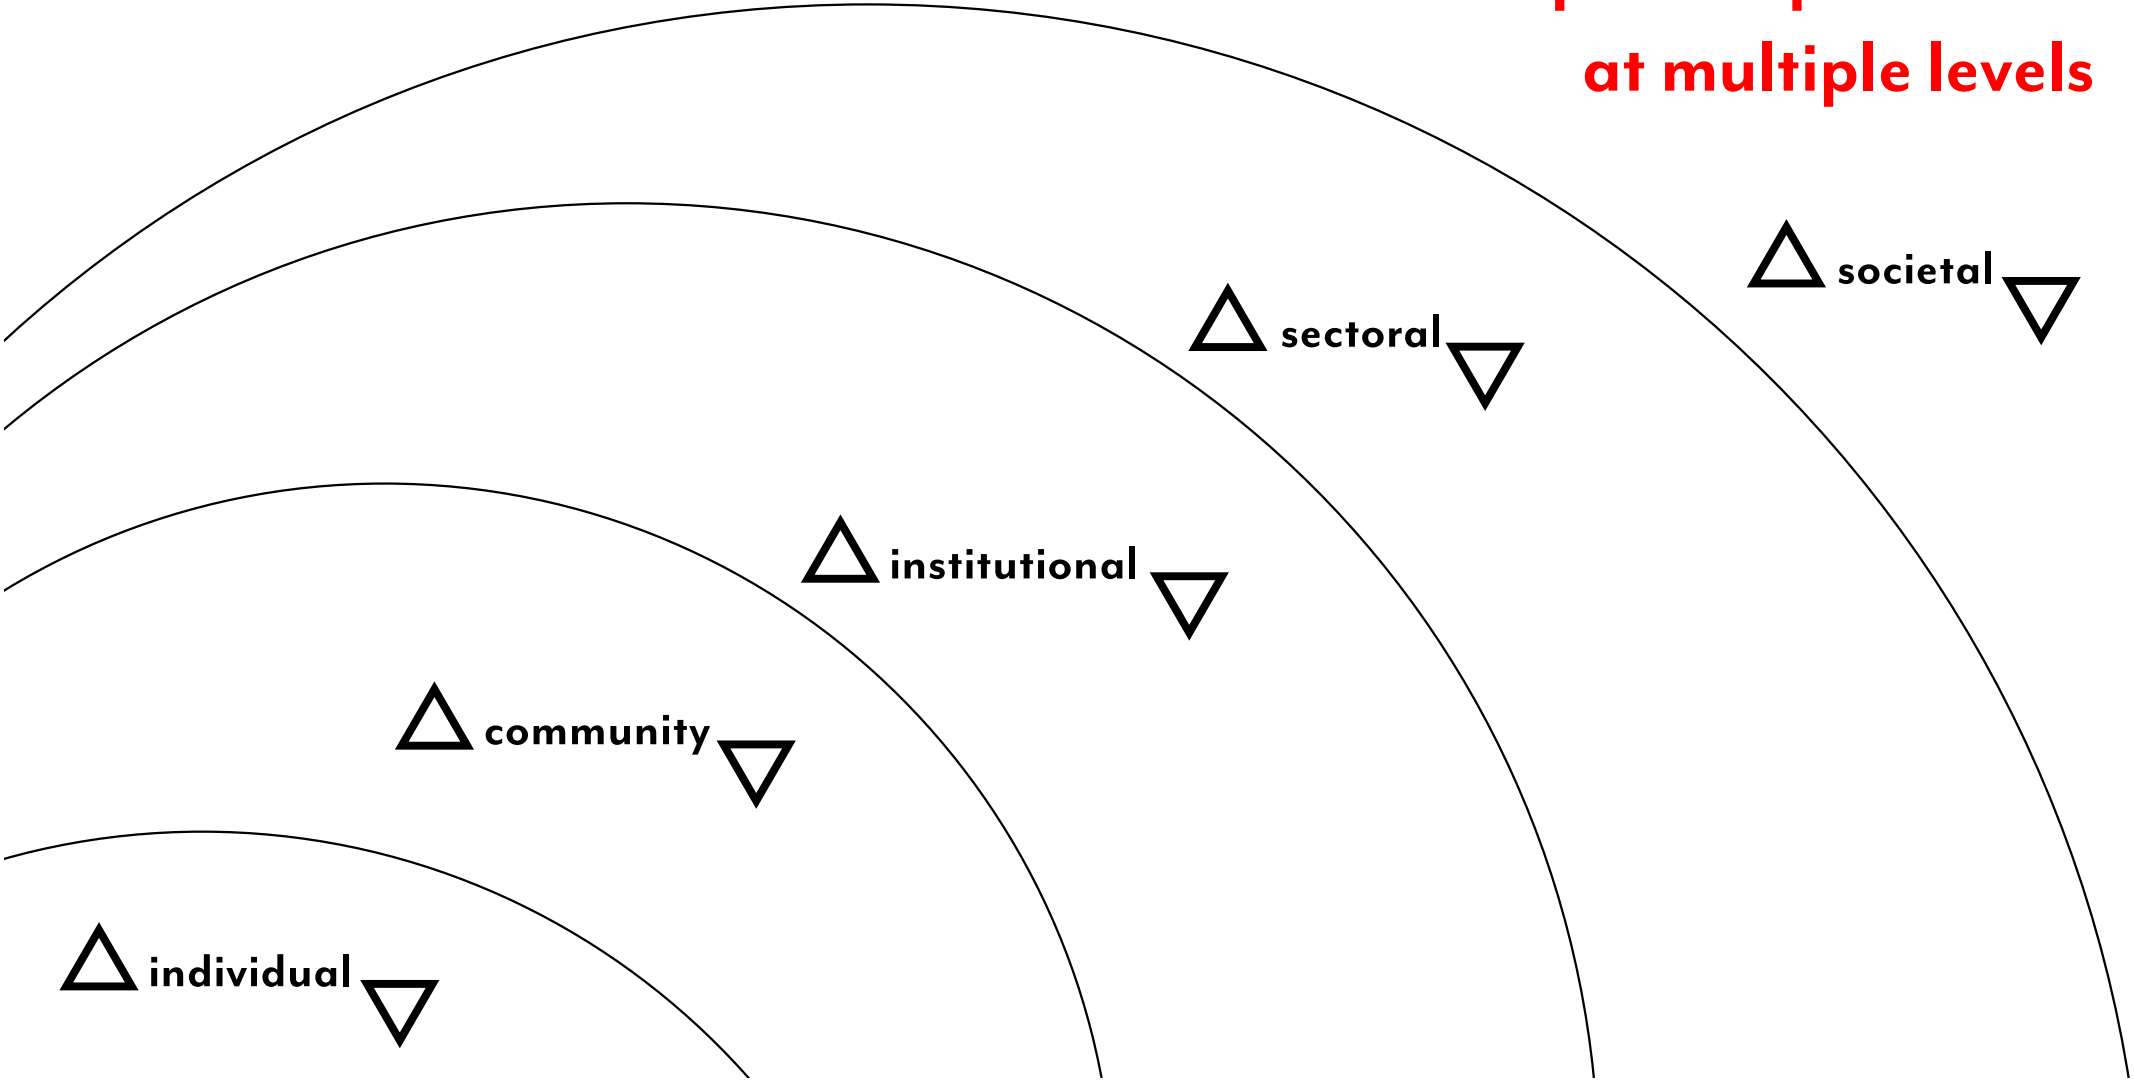 at multiple levels
societal
sectoral
institutional
community
individual